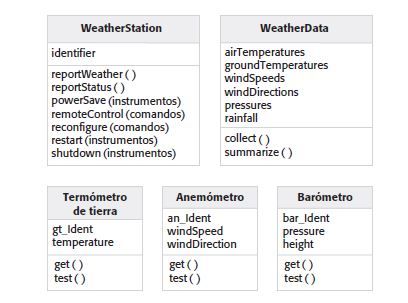 WeatherStation
identifier
reportWeather ( )
reportStatus ( )
powerSave (instrumentos)
remoteControl (comandos)
reconfigure (comandos)
restart (instrumentos)
shutdown (instrumentos)
WeatherData
airTemperatures
groundTemperatures
windSpeeds
windDirections
pressures
rainfall
collect ( )
summarize ( )
Termómetro
de tierra
gt_Ident
temperature
get ( )
test ( )
Anemómetro
an_Ident
windSpeed
windDirection
get ( )
test ( )
Barómetro
bar_Ident
pressure
height
get ( )
test ( )